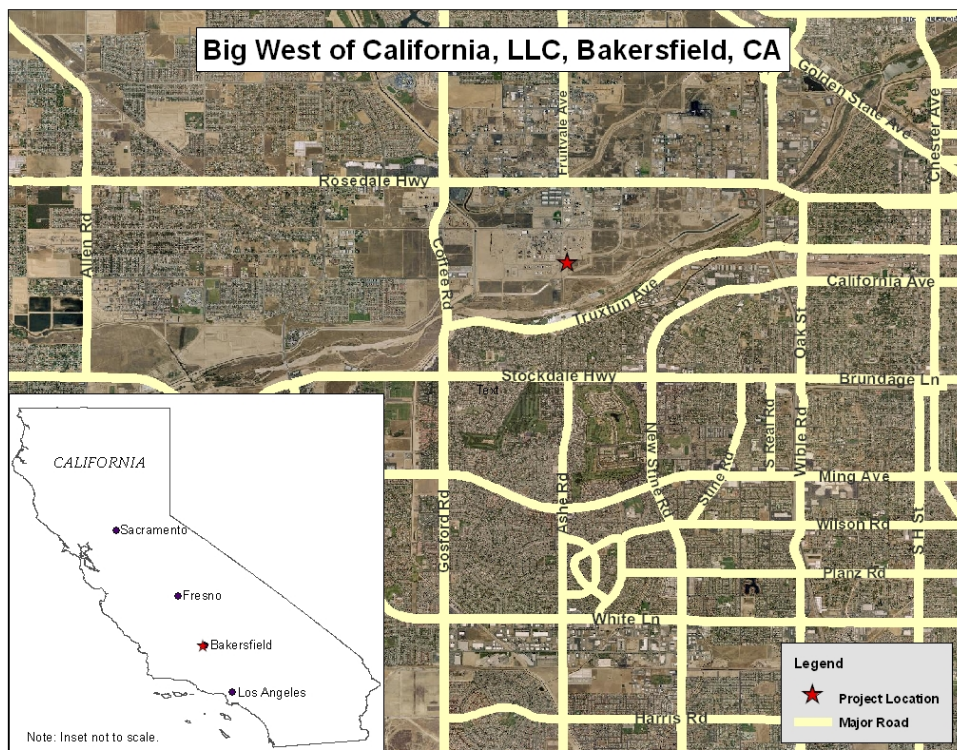 Big West of California, LLC, Bakersfield, CA
Fruitvale Ave
Golden State Ave
Chester Ave
Rosedale Hwy
Allen Rd
Coffee Rd
Truxtun Ave
California Ave
Oak St
Stockdale Hwy
Brundage Ln
Text
S Real Rd
Wible Rd
New Stine Rd
Stine Rd
Ming Ave
Gosford Rd
Ashe Rd
Wilson Rd
S H St
Planz Rd
White Ln
Harris Rd
CALIFORNIA
Sacramento
Fresno
Bakersfield
Los Angeles
Note: Inset not to scale.
Legend
Project Location
Major Road